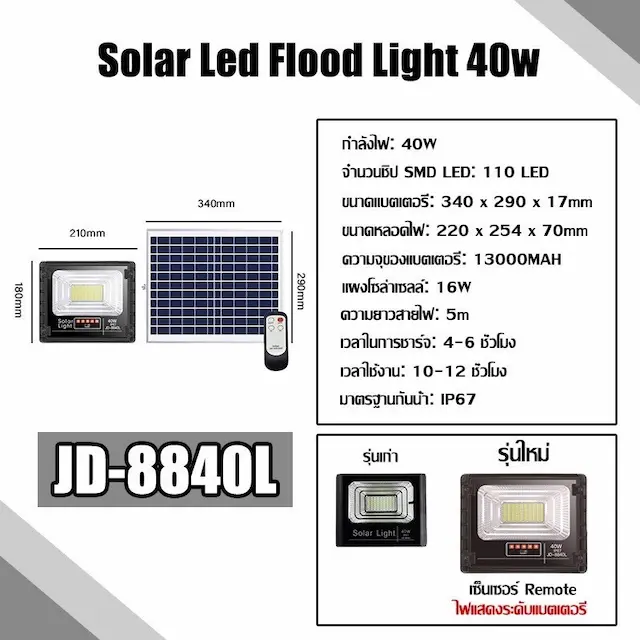 Solar Led Flood Light 40w
340mm
210mm
180mm
290mm
Solar
Light
40W
JD-8840L
กำลังไฟ: 40W
จำนวนชิป SMD LED: 110 LED
ขนาดแบตเตอรี: 340 x 290 x 17mm
ขนาดหลอดไฟ: 220 x 254 x 70mm
ความจุของแบตเตอรี: 13000MAH
แผงโซล่าเซลล์: 16W
ความยาวสายไฟ: 5m
เวลาในการชาร์จ: 4-6 ชั่วโมง
เวลาใช้งาน: 10-12 ชั่วโมง
มาตรฐานกันน้ำ: IP67
JD-8840L
รุ่นเก่า
รุ่นใหม่
Solar Light
40W
40W
IP67
JD-8840L
เซ็นเซอร์ Remote
ไฟแสดงระดับแบตเตอรี